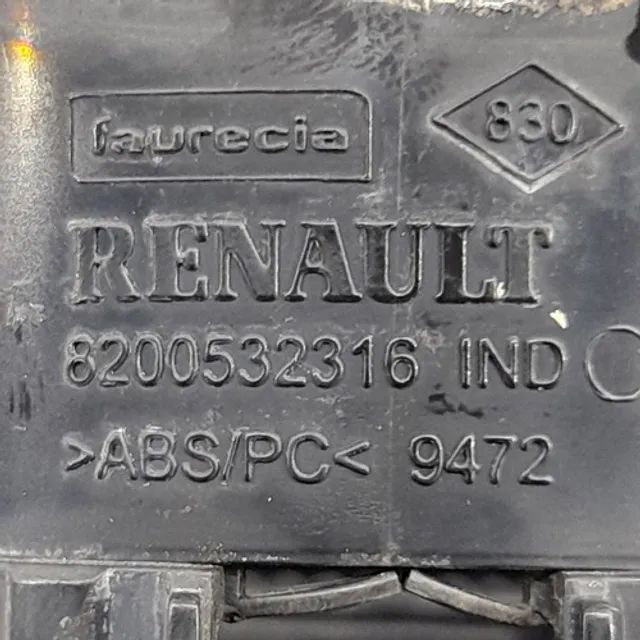 faurecia 830
RENAULT
8200532316 IND
>ABS/PC< 9472